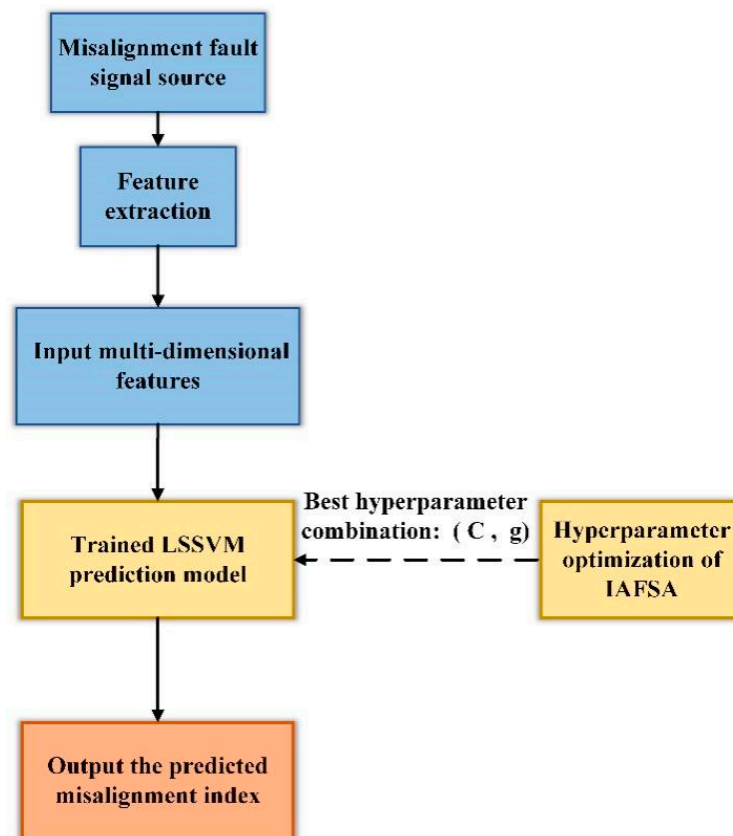 Misalignment fault
signal source
Feature
extraction
Input multi-dimensional
features
Best hyperparameter
combination: ( C , g)
Trained LSSVM
prediction model
Hyperparameter
optimization of
IAFSA
Output the predicted
misalignment index